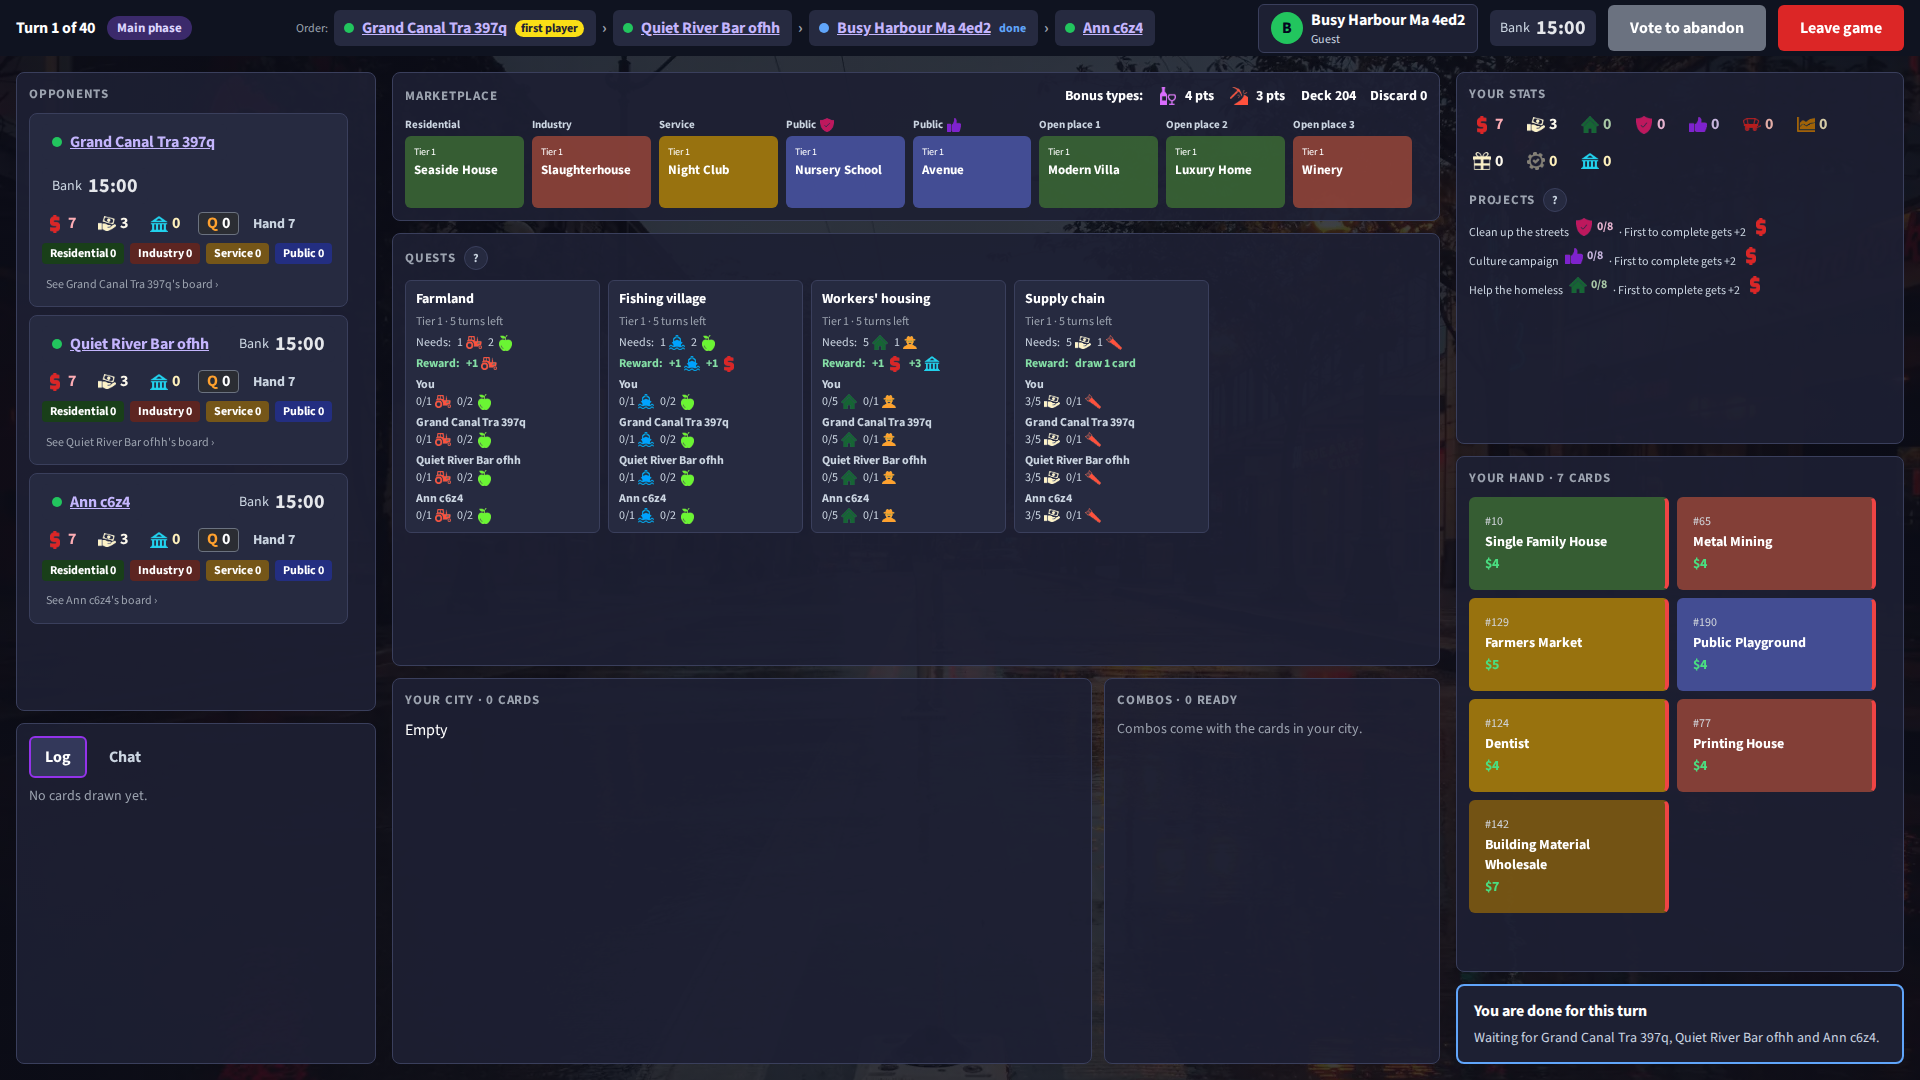 Turn 1 of 40 Main phase
Order: Grand Canal Tra 397q first player › Quiet River Bar ofhh › Busy Harbour Ma 4ed2 done › Ann c6z4
B Busy Harbour Ma 4ed2
Guest
Bank 15:00
Vote to abandon
Leave game
OPPONENTS
Grand Canal Tra 397q
Bank 15:00
7 3 0 Q 0 Hand 7
Residential 0 Industry 0 Service 0 Public 0
See Grand Canal Tra 397q's board ›
Quiet River Bar ofhh Bank 15:00
7 3 0 Q 0 Hand 7
Residential 0 Industry 0 Service 0 Public 0
See Quiet River Bar ofhh's board ›
Ann c6z4 Bank 15:00
7 3 0 Q 0 Hand 7
Residential 0 Industry 0 Service 0 Public 0
See Ann c6z4's board ›
Log Chat
No cards drawn yet.
MARKETPLACE
Bonus types: 4 pts 3 pts Deck 204 Discard 0
Residential
Tier 1
Seaside House
Industry
Tier 1
Slaughterhouse
Service
Tier 1
Night Club
Public
Tier 1
Nursery School
Public
Tier 1
Avenue
Open place 1
Tier 1
Modern Villa
Open place 2
Tier 1
Luxury Home
Open place 3
Tier 1
Winery
QUESTS ?
Farmland
Tier 1 · 5 turns left
Needs: 1 2
Reward: +1
You
0/1 0/2
Grand Canal Tra 397q
0/1 0/2
Quiet River Bar ofhh
0/1 0/2
Ann c6z4
0/1 0/2
Fishing village
Tier 1 · 5 turns left
Needs: 1 2
Reward: +1 +1
You
0/1 0/2
Grand Canal Tra 397q
0/1 0/2
Quiet River Bar ofhh
0/1 0/2
Ann c6z4
0/1 0/2
Workers' housing
Tier 1 · 5 turns left
Needs: 5 1
Reward: +1 +3
You
0/5 0/1
Grand Canal Tra 397q
0/5 0/1
Quiet River Bar ofhh
0/5 0/1
Ann c6z4
0/5 0/1
Supply chain
Tier 1 · 5 turns left
Needs: 5 1
Reward: draw 1 card
You
3/5 0/1
Grand Canal Tra 397q
3/5 0/1
Quiet River Bar ofhh
3/5 0/1
Ann c6z4
3/5 0/1
YOUR CITY · 0 CARDS
Empty
COMBOS · 0 READY
Combos come with the cards in your city.
YOUR STATS
7 3 0 0 0 0 0
0 0 0
PROJECTS ?
Clean up the streets 0/8 · First to complete gets +2
Culture campaign 0/8 · First to complete gets +2
Help the homeless 0/8 · First to complete gets +2
YOUR HAND · 7 CARDS
#10
Single Family House
$4
#65
Metal Mining
$4
#129
Farmers Market
$5
#190
Public Playground
$4
#124
Dentist
$4
#77
Printing House
$4
#142
Building Material
Wholesale
$7
You are done for this turn
Waiting for Grand Canal Tra 397q, Quiet River Bar ofhh and Ann c6z4.